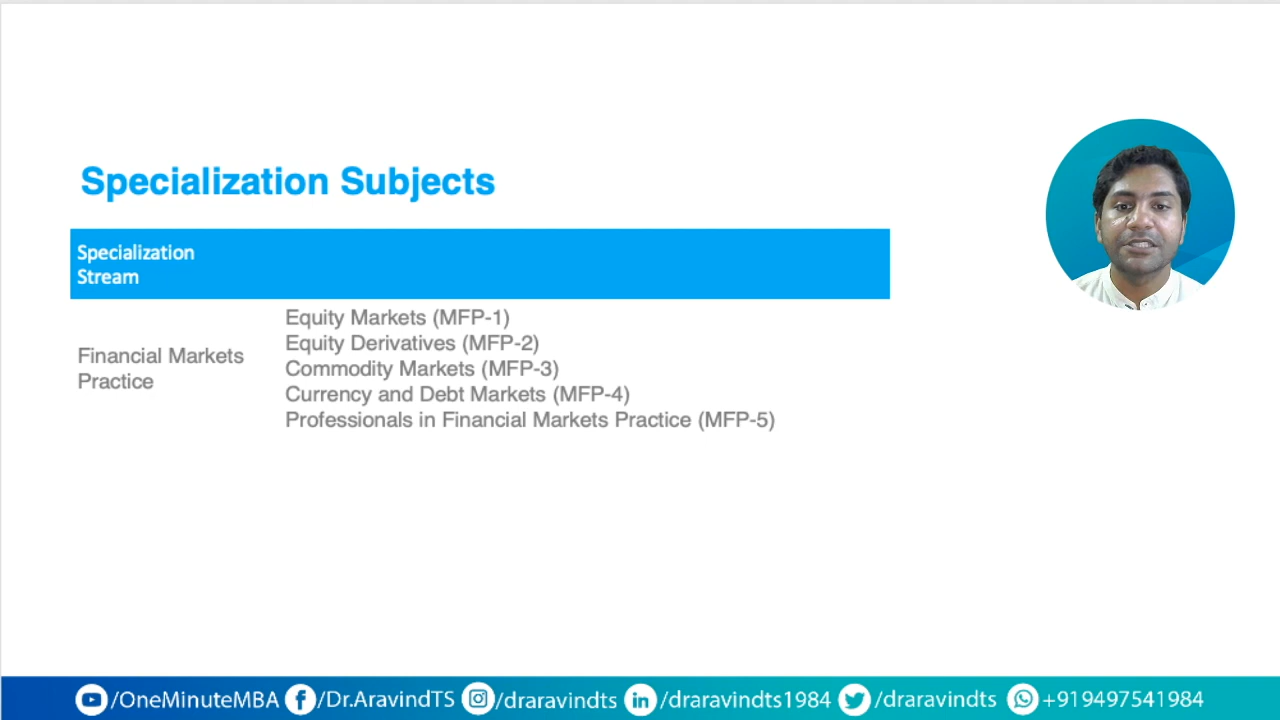 Specialization Subjects
Specialization
Stream
Financial Markets
Practice
Equity Markets (MFP-1)
Equity Derivatives (MFP-2)
Commodity Markets (MFP-3)
Currency and Debt Markets (MFP-4)
Professionals in Financial Markets Practice (MFP-5)
/OneMinuteMBA /Dr.AravindTS /draravindts /draravindts1984 /draravindts +919497541984